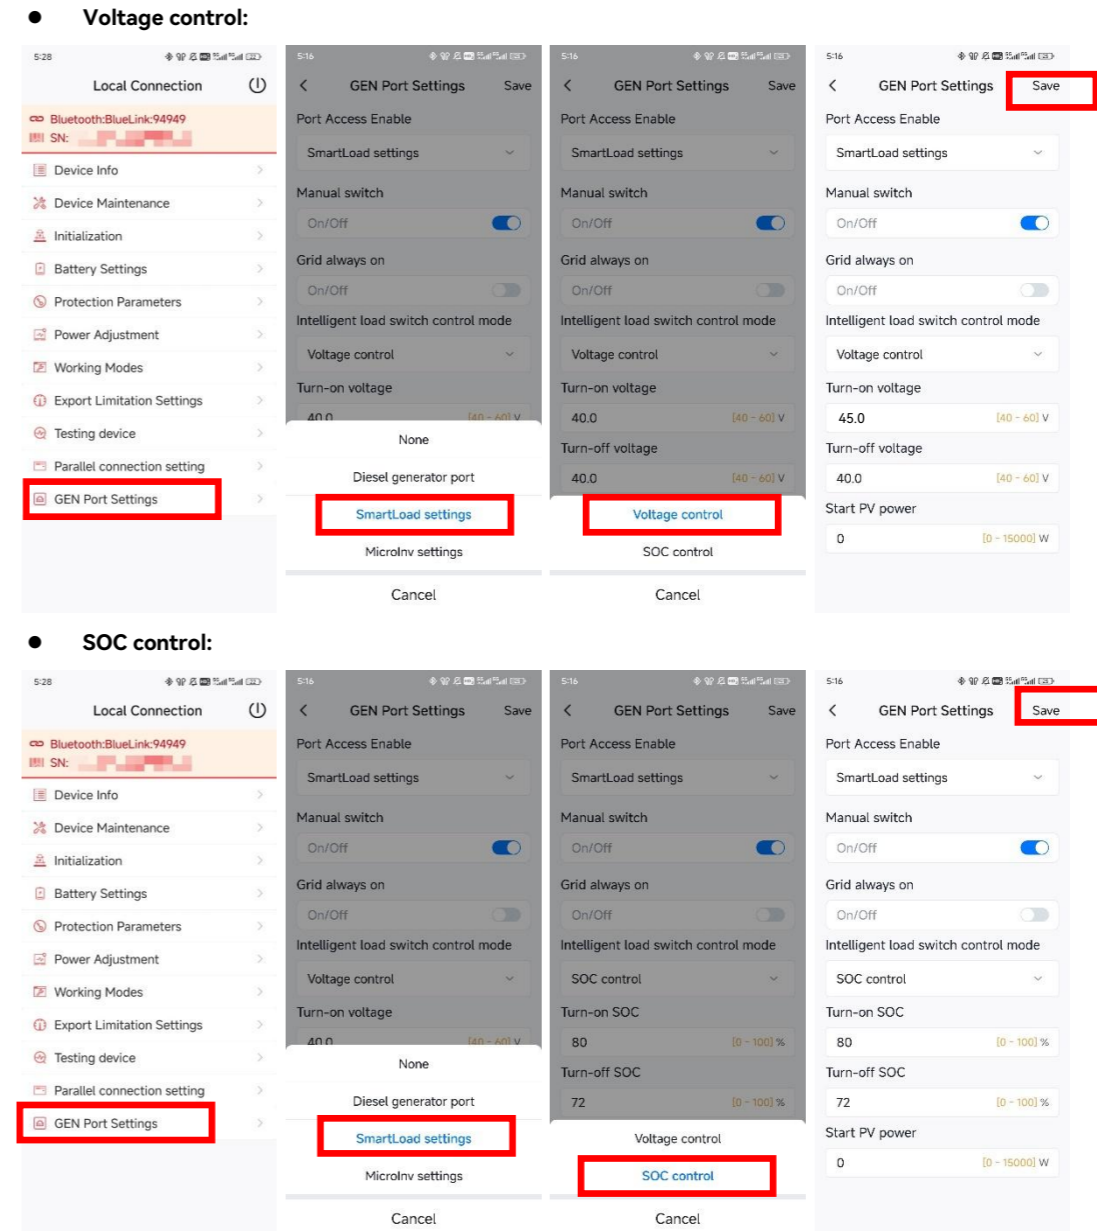 ● Voltage control:
5:28
Local Connection
Bluetooth:BlueLink:94949
SN:
Device Info
Device Maintenance
Initialization
Battery Settings
Protection Parameters
Power Adjustment
Working Modes
Export Limitation Settings
Testing device
Parallel connection setting
GEN Port Settings
5:16
GEN Port Settings Save
Port Access Enable
SmartLoad settings
Manual switch
On/Off
Grid always on
On/Off
Intelligent load switch control mode
Voltage control
Turn-on voltage
40.0 [40 - 60] V
None
Diesel generator port
SmartLoad settings
MicroInv settings
Cancel
5:16
GEN Port Settings Save
Port Access Enable
SmartLoad settings
Manual switch
On/Off
Grid always on
On/Off
Intelligent load switch control mode
Voltage control
Turn-on voltage
40.0 [40 - 60] V
Turn-off voltage
40.0 [40 - 60] V
Voltage control
SOC control
Cancel
5:16
GEN Port Settings Save
Port Access Enable
SmartLoad settings
Manual switch
On/Off
Grid always on
On/Off
Intelligent load switch control mode
Voltage control
Turn-on voltage
45.0 [40 - 60] V
Turn-off voltage
40.0 [40 - 60] V
Start PV power
0 [0 - 15000] W
● SOC control:
5:28
Local Connection
Bluetooth:BlueLink:94949
SN:
Device Info
Device Maintenance
Initialization
Battery Settings
Protection Parameters
Power Adjustment
Working Modes
Export Limitation Settings
Testing device
Parallel connection setting
GEN Port Settings
5:16
GEN Port Settings Save
Port Access Enable
SmartLoad settings
Manual switch
On/Off
Grid always on
On/Off
Intelligent load switch control mode
Voltage control
Turn-on voltage
40.0 [40 - 60] V
None
Diesel generator port
SmartLoad settings
MicroInv settings
Cancel
5:16
GEN Port Settings Save
Port Access Enable
SmartLoad settings
Manual switch
On/Off
Grid always on
On/Off
Intelligent load switch control mode
SOC control
Turn-on SOC
80 [0 - 100] %
Turn-off SOC
72 [0 - 100] %
Voltage control
SOC control
Cancel
5:16
GEN Port Settings Save
Port Access Enable
SmartLoad settings
Manual switch
On/Off
Grid always on
On/Off
Intelligent load switch control mode
SOC control
Turn-on SOC
80 [0 - 100] %
Turn-off SOC
72 [0 - 100] %
Start PV power
0 [0 - 15000] W